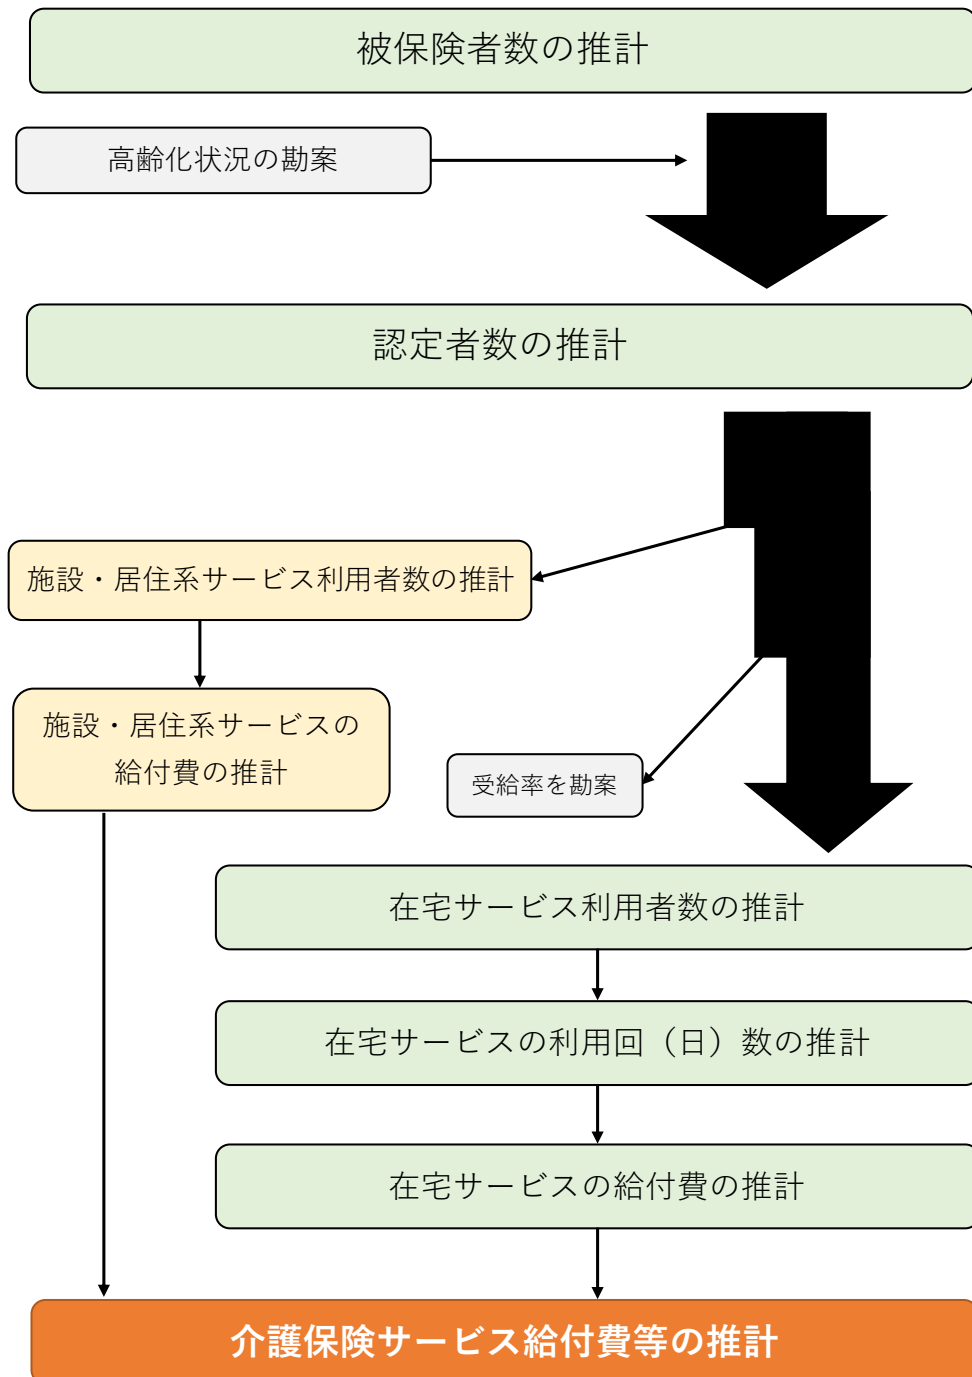 被保険者数の推計
高齢化状況の勘案
認定者数の推計
施設・居住系サービス利用者数の推計
施設・居住系サービスの
給付費の推計
受給率を勘案
在宅サービス利用者数の推計
在宅サービスの利用回（日）数の推計
在宅サービスの給付費の推計
介護保険サービス給付費等の推計